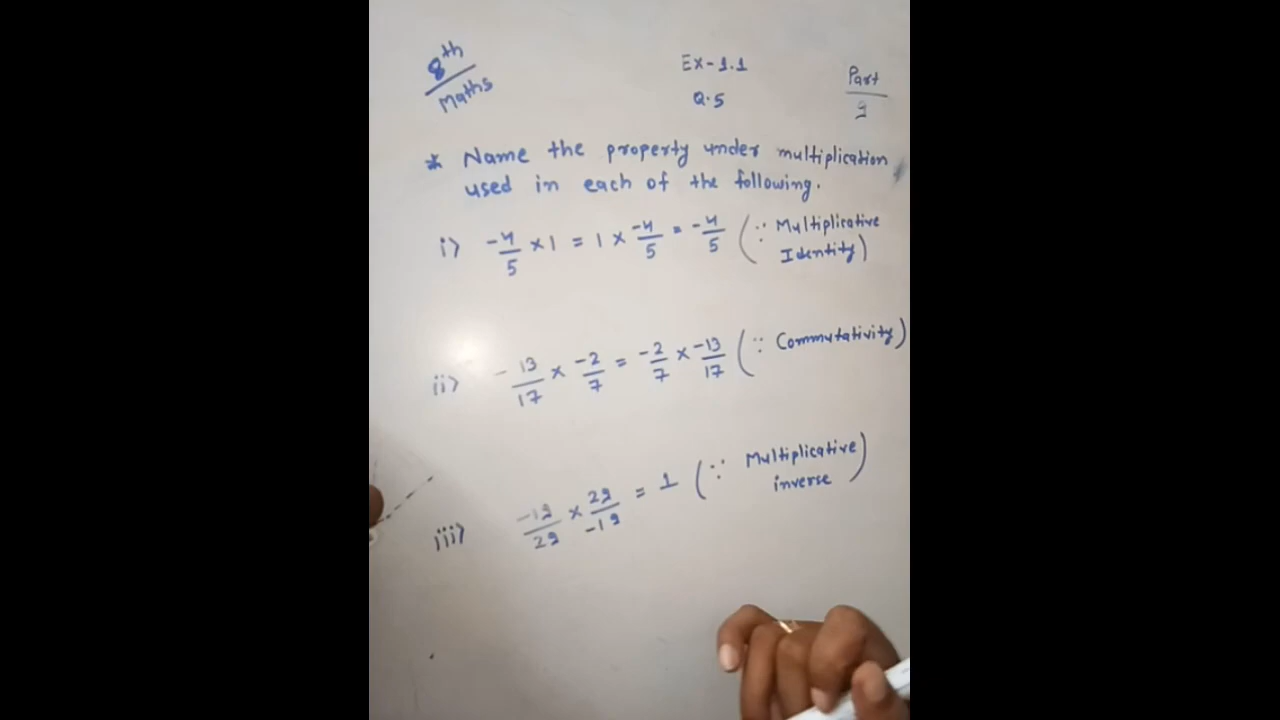 8th
Maths
Ex-1.1
Q.5
Part
9
* Name the property under multiplication
used in each of the following.
i) -4/5 × 1 = 1 × -4/5 = -4/5 (∵ Multiplicative
Identity)
ii) -13/17 × -2/7 = -2/7 × -13/17 (∵ Commutativity)
iii) -19/29 × 29/-19 = 1 (∵ Multiplicative
inverse)